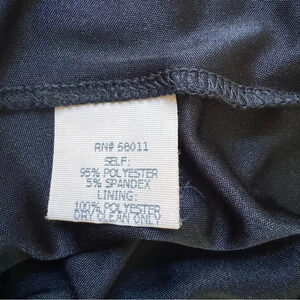 RN# 58011
SELF:
95% POLYESTER
5% SPANDEX
LINING:
100% POLYESTER
DRY CLEAN ONLY